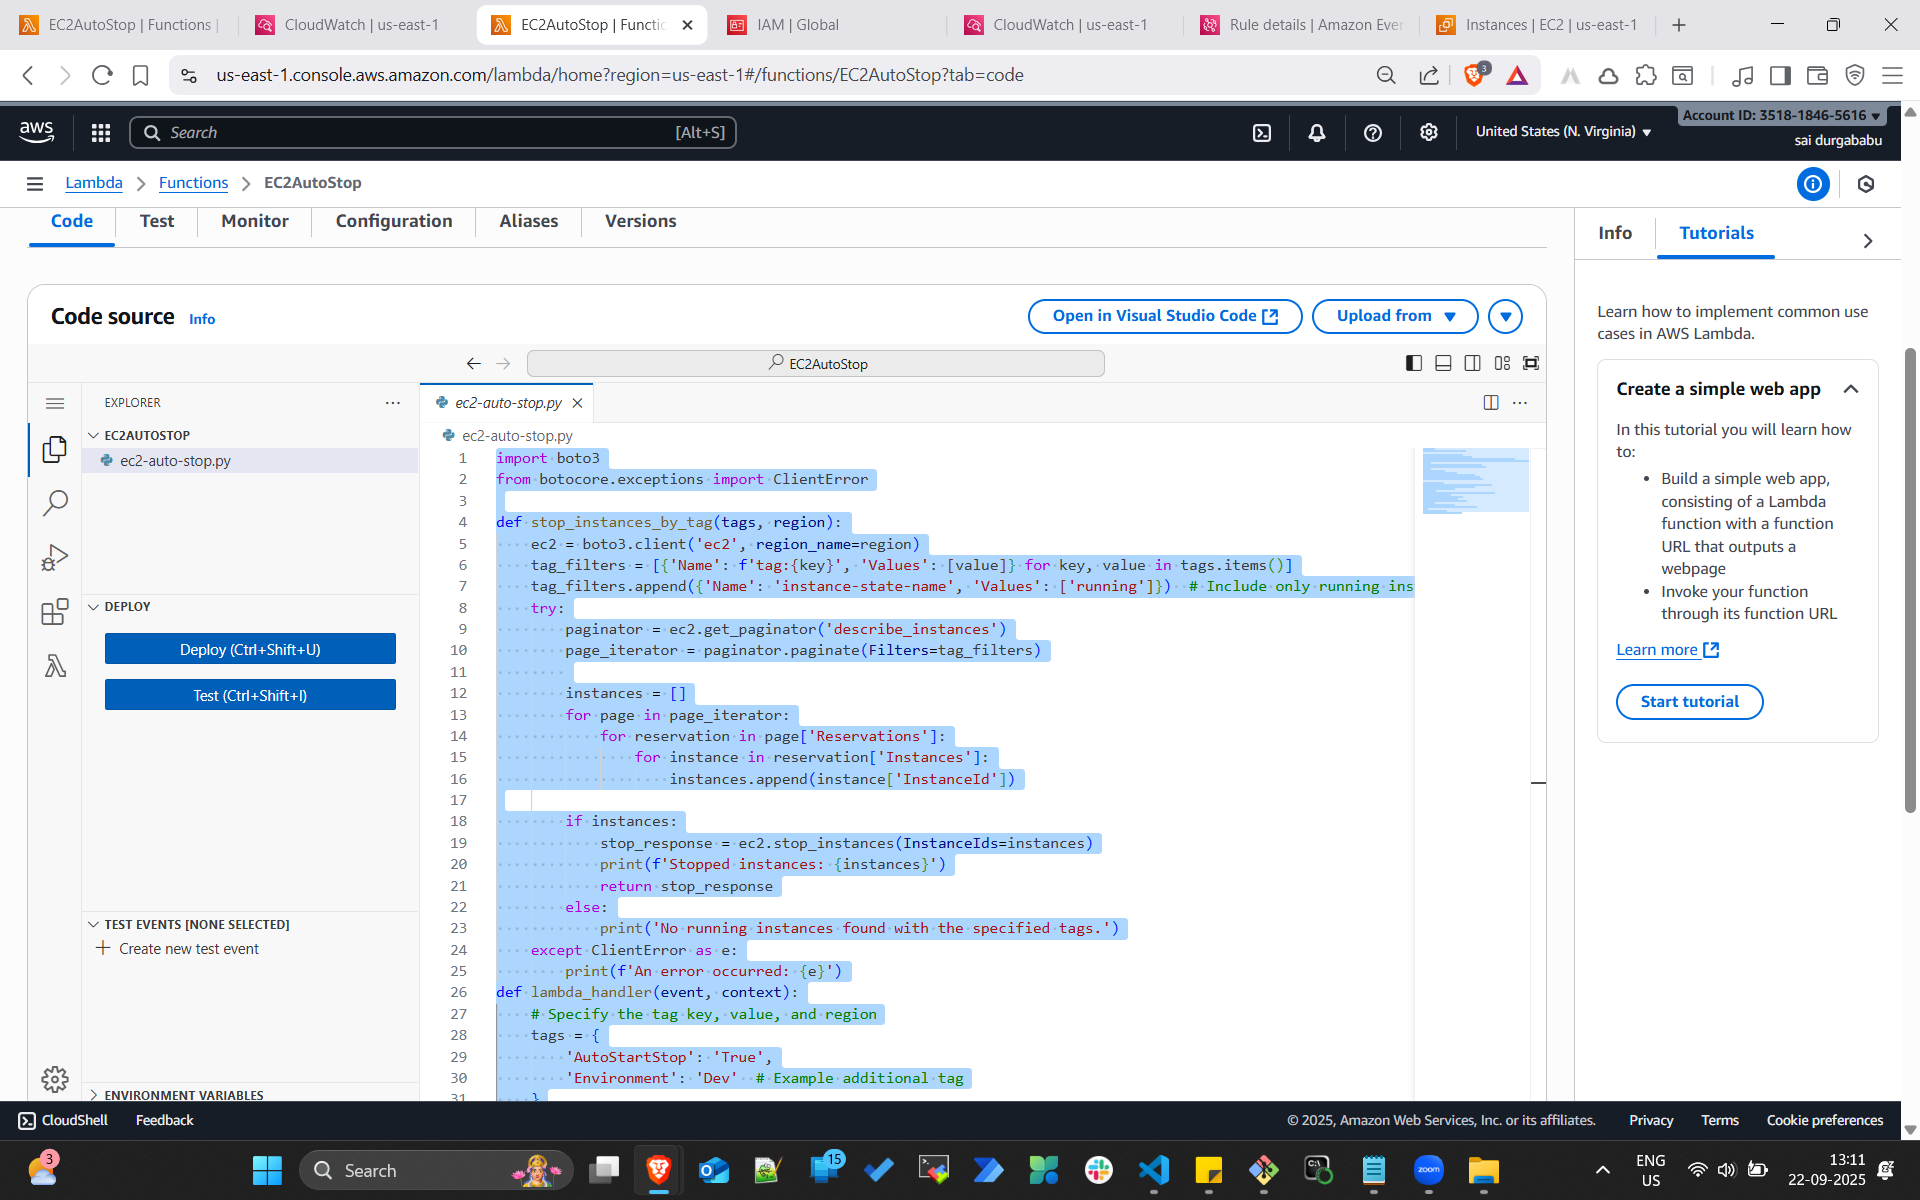 EC2AutoStop | Functions |
CloudWatch | us-east-1
EC2AutoStop | Functic
IAM | Global
CloudWatch | us-east-1
Rule details | Amazon Ever
Instances | EC2 | us-east-1
us-east-1.console.aws.amazon.com/lambda/home?region=us-east-1#/functions/EC2AutoStop?tab=code
3
aws
Search [Alt+S]
United States (N. Virginia)
Account ID: 3518-1846-5616
sai durgababu
Lambda > Functions > EC2AutoStop
Code Test Monitor Configuration Aliases Versions
Info Tutorials
Code source Info
Open in Visual Studio Code
Upload from
EC2AutoStop
EXPLORER
EC2AUTOSTOP
ec2-auto-stop.py
DEPLOY
Deploy (Ctrl+Shift+U)
Test (Ctrl+Shift+I)
TEST EVENTS [NONE SELECTED]
Create new test event
ENVIRONMENT VARIABLES
ec2-auto-stop.py
ec2-auto-stop.py
1 import boto3
2 from botocore.exceptions import ClientError
3
4 def stop_instances_by_tag(tags, region):
5     ec2 = boto3.client('ec2', region_name=region)
6     tag_filters = [{'Name': f'tag:{key}', 'Values': [value]} for key, value in tags.items()]
7     tag_filters.append({'Name': 'instance-state-name', 'Values': ['running']})  # Include only running ins
8     try:
9         paginator = ec2.get_paginator('describe_instances')
10         page_iterator = paginator.paginate(Filters=tag_filters)
11
12         instances = []
13         for page in page_iterator:
14             for reservation in page['Reservations']:
15                 for instance in reservation['Instances']:
16                     instances.append(instance['InstanceId'])
17
18         if instances:
19             stop_response = ec2.stop_instances(InstanceIds=instances)
20             print(f'Stopped instances: {instances}')
21             return stop_response
22         else:
23             print('No running instances found with the specified tags.')
24     except ClientError as e:
25         print(f'An error occurred: {e}')
26 def lambda_handler(event, context):
27     # Specify the tag key, value, and region
28     tags = {
29         'AutoStartStop': 'True',
30         'Environment': 'Dev'  # Example additional tag
31     }
Learn how to implement common use
cases in AWS Lambda.
Create a simple web app
In this tutorial you will learn how
to:
• Build a simple web app,
consisting of a Lambda
function with a function
URL that outputs a
webpage
• Invoke your function
through its function URL
Learn more
Start tutorial
CloudShell Feedback
© 2025, Amazon Web Services, Inc. or its affiliates. Privacy Terms Cookie preferences
3
Search
15
zoom
ENG
US
13:11
22-09-2025